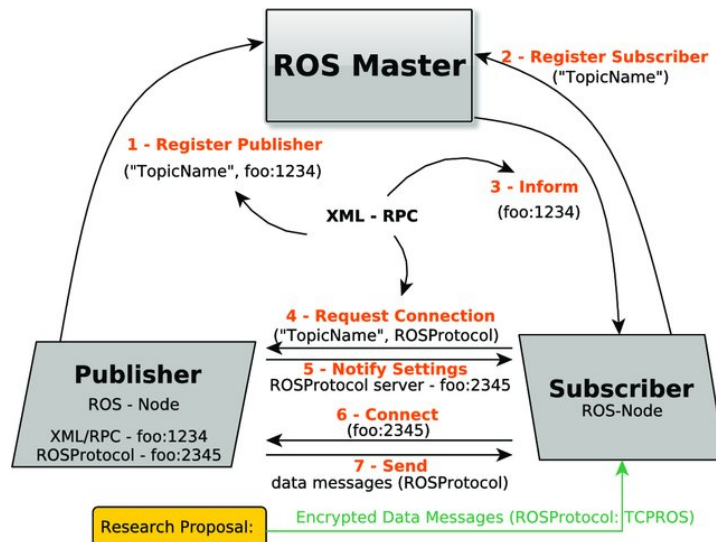 ROS Master
2 - Register Subscriber
("TopicName")
1 - Register Publisher
("TopicName", foo:1234)
3 - Inform
(foo:1234)
XML - RPC
4 - Request Connection
("TopicName", ROSProtocol)
5 - Notify Settings
ROSProtocol server - foo:2345
6 - Connect
(foo:2345)
7 - Send
data messages (ROSProtocol)
Publisher
ROS - Node
XML/RPC - foo:1234
ROSProtocol - foo:2345
Subscriber
ROS-Node
Research Proposal:
Encrypted Data Messages (ROSProtocol: TCPROS)